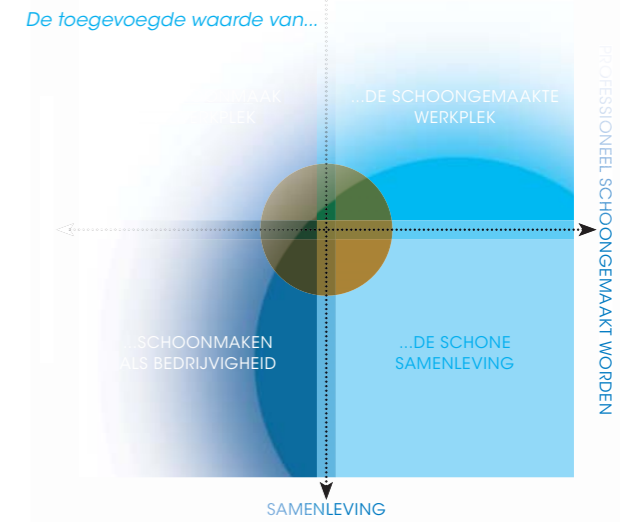 De toegevoegde waarde van...
...DE SCHOONGEMAAKTE
WERKPLEK
PROFESSIONEEL SCHOONGEMAAKT WORDEN
...SCHOONMAKEN
ALS BEDRIJVIGHEID
...DE SCHONE
SAMENLEVING
SAMENLEVING